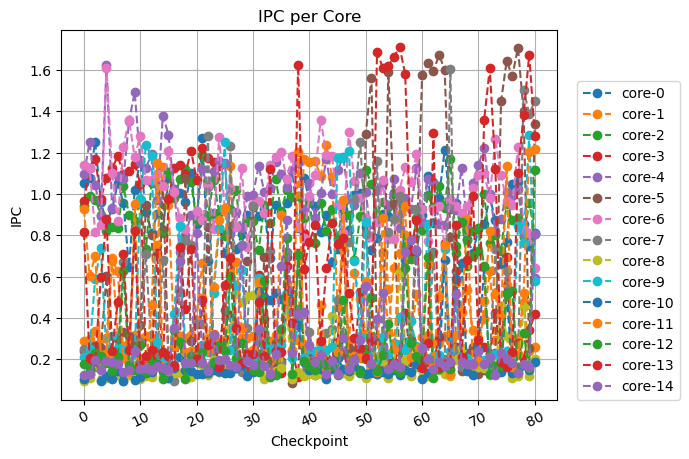 IPC per Core
IPC
1.6
1.4
1.2
1.0
0.8
0.6
0.4
0.2
0
10
20
30
40
50
60
70
80
Checkpoint
core-0
core-1
core-2
core-3
core-4
core-5
core-6
core-7
core-8
core-9
core-10
core-11
core-12
core-13
core-14